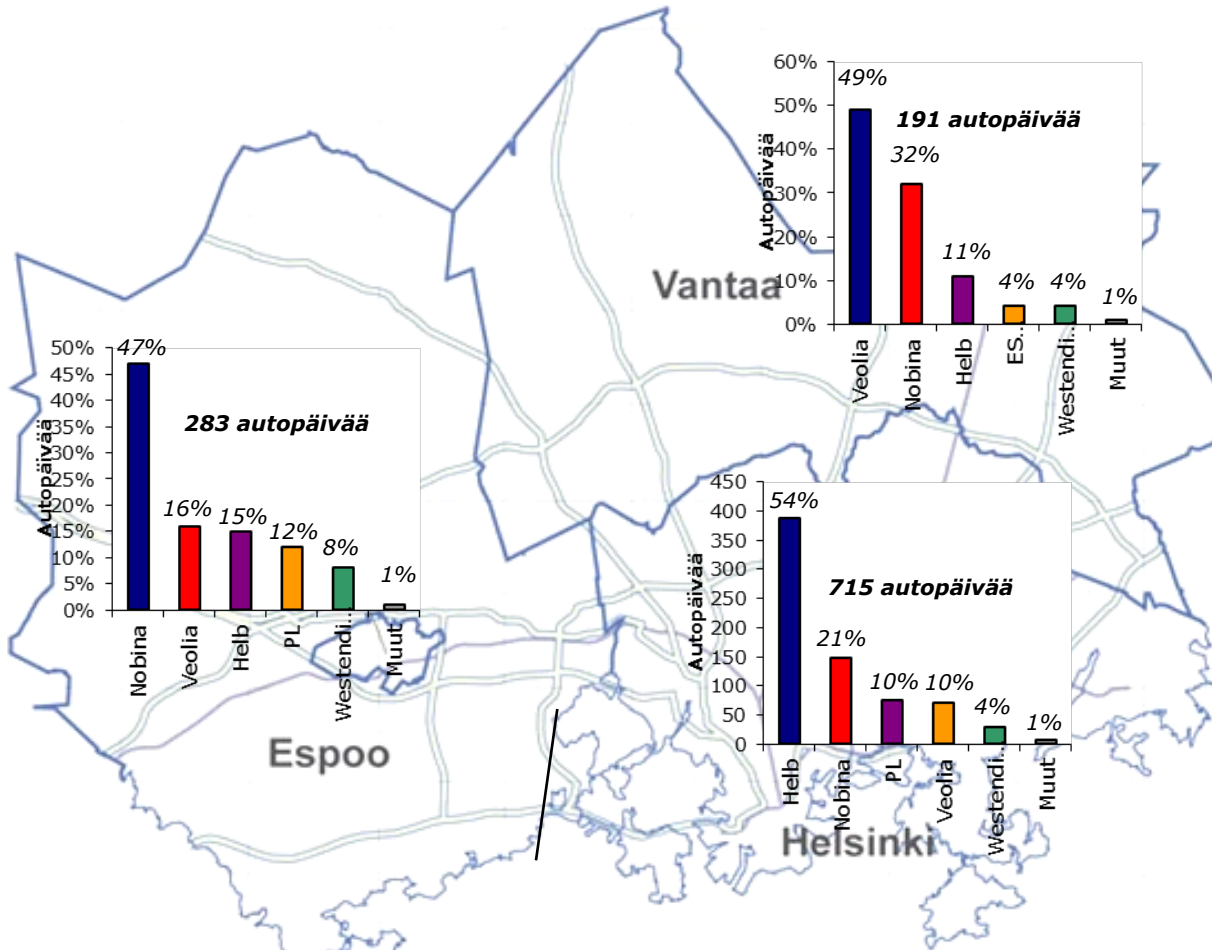 60%
50%
40%
30%
20%
10%
0%
Autopäivää
191 autopäivää
49%
32%
11%
4%
4%
1%
Veolia
Nobina
Helb
ES..
Westendi..
Muut
Vantaa
50%
45%
40%
35%
30%
25%
20%
15%
10%
5%
0%
Autopäivää
283 autopäivää
47%
16%
15%
12%
8%
1%
Nobina
Veolia
Helb
PL
Westendi..
Muut
Espoo
450
400
350
300
250
200
150
100
50
0
Autopäivää
715 autopäivää
54%
21%
10%
10%
4%
1%
Helb
Nobina
PL
Veolia
Westendi..
Muut
Helsinki